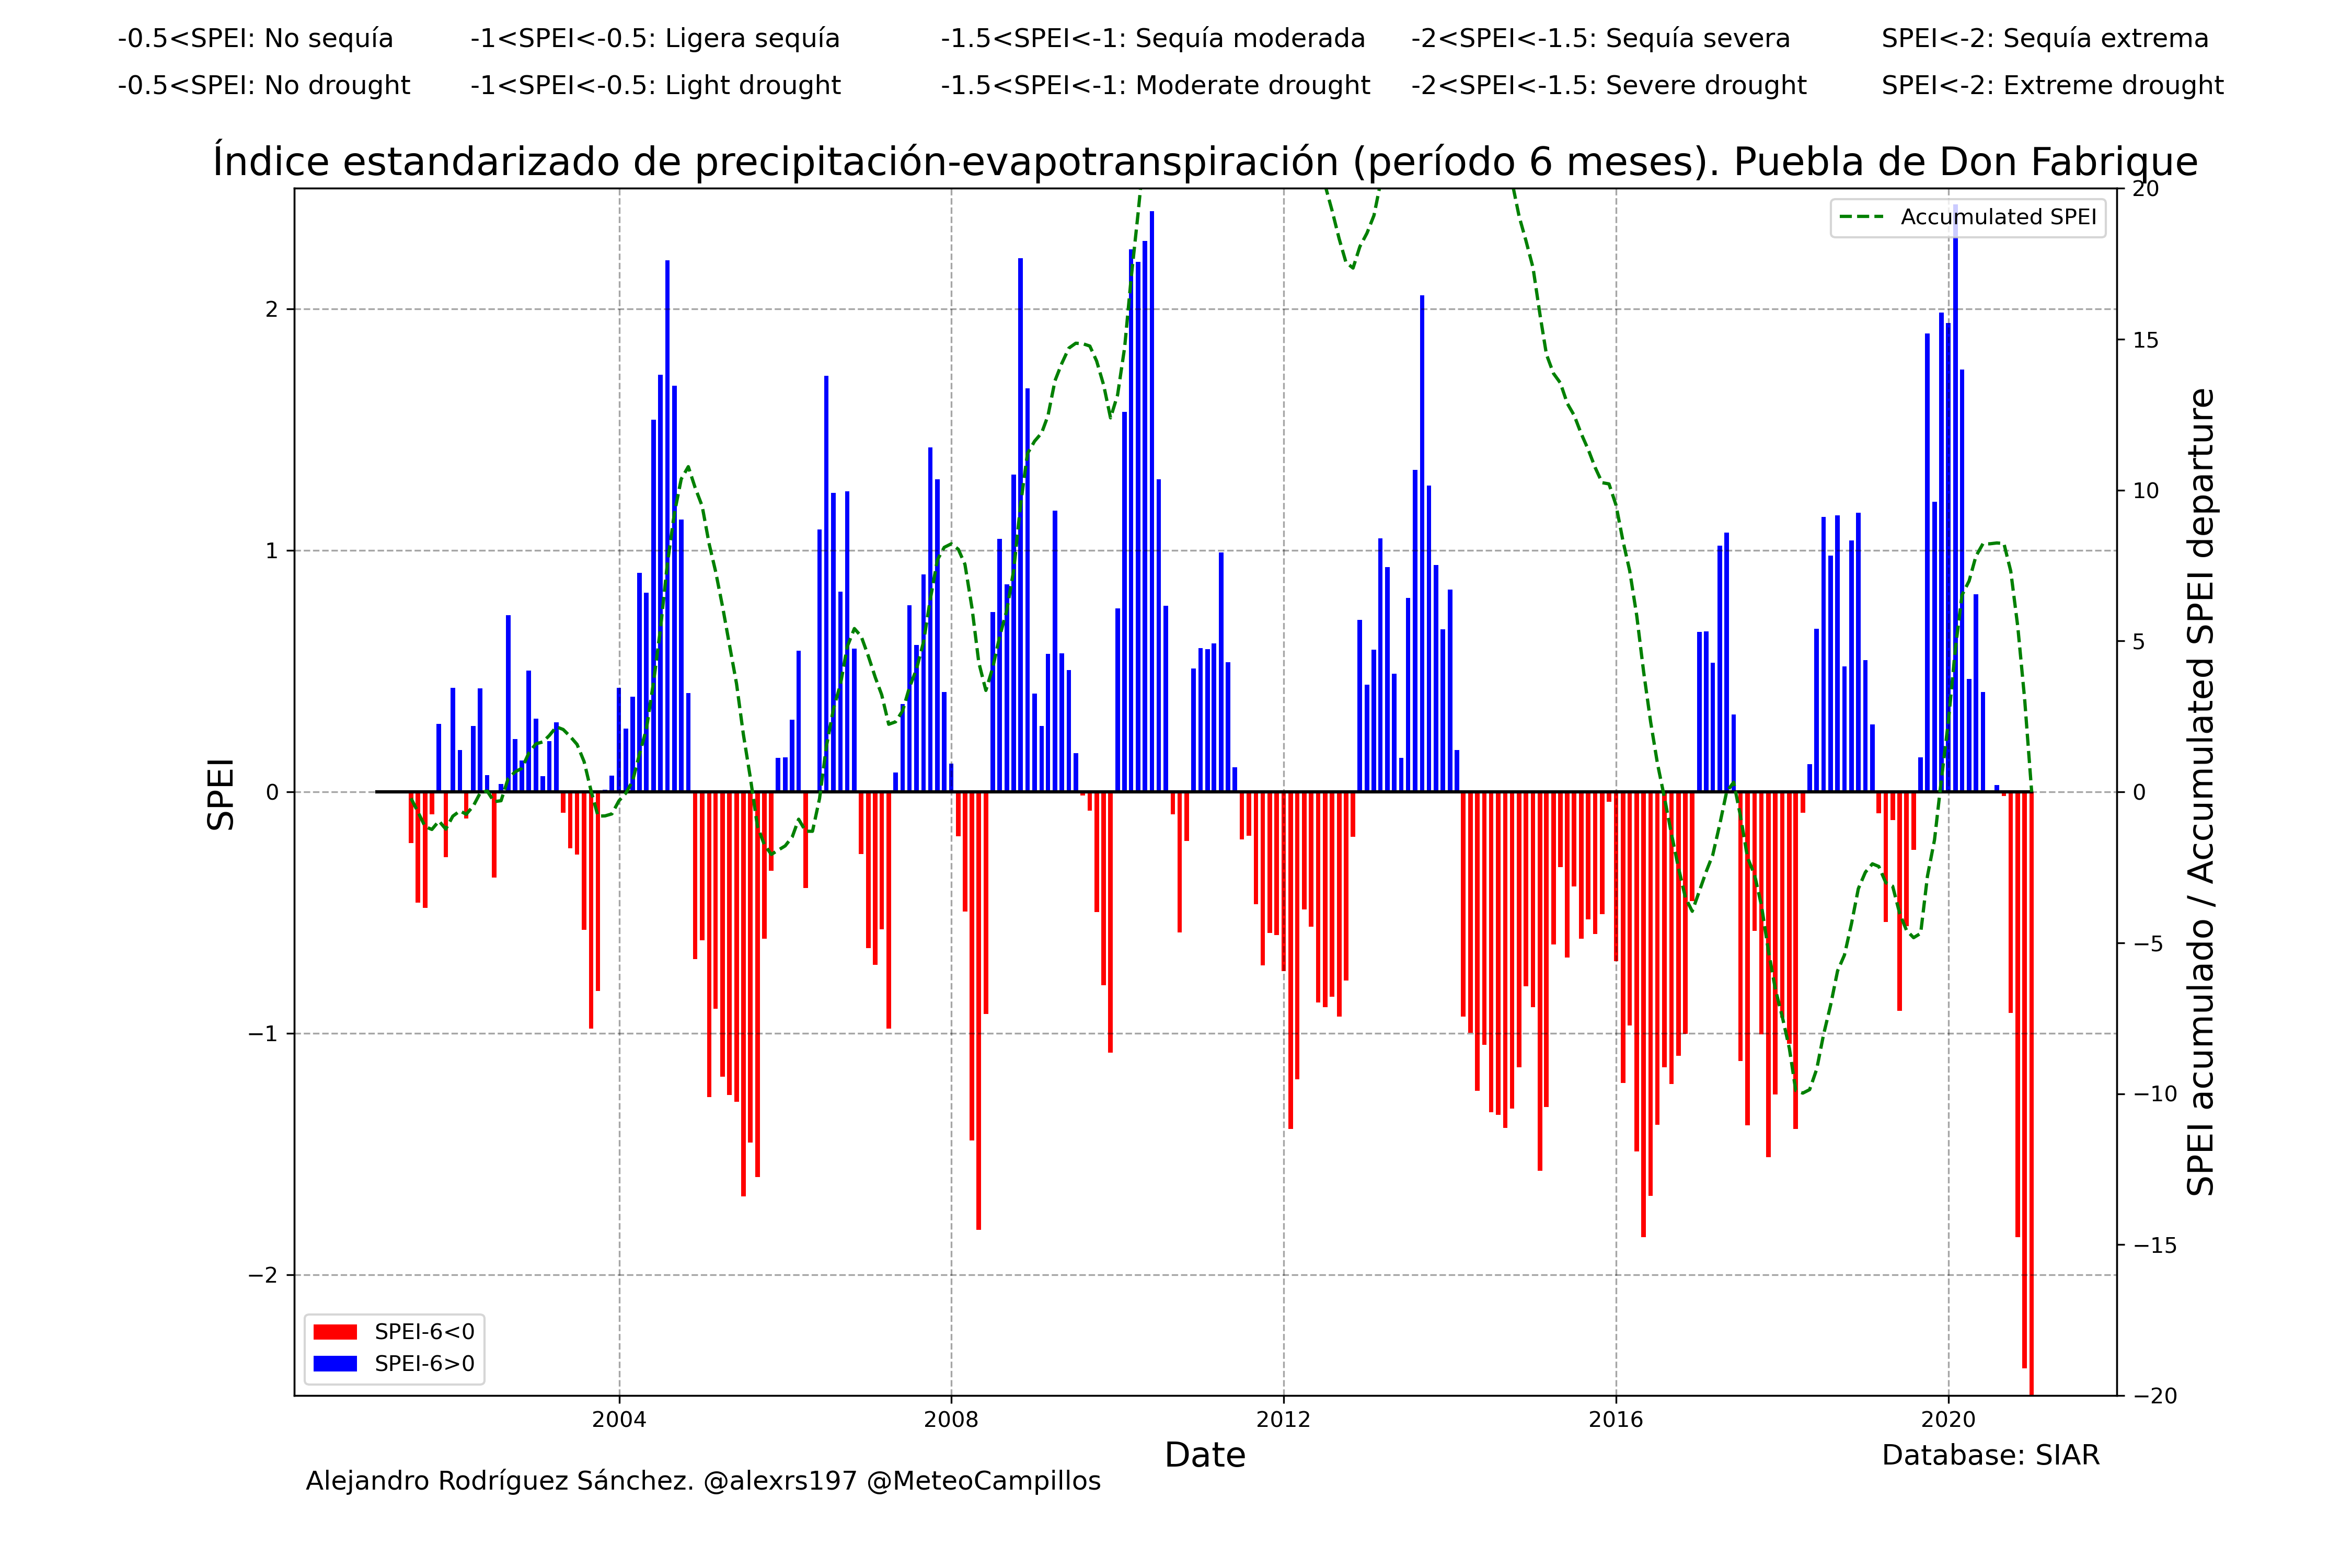 -0.5<SPEI: No sequía -1<SPEI<-0.5: Ligera sequía -1.5<SPEI<-1: Sequía moderada -2<SPEI<-1.5: Sequía severa SPEI<-2: Sequía extrema
-0.5<SPEI: No drought -1<SPEI<-0.5: Light drought -1.5<SPEI<-1: Moderate drought -2<SPEI<-1.5: Severe drought SPEI<-2: Extreme drought
Índice estandarizado de precipitación-evapotranspiración (período 6 meses). Puebla de Don Fabrique
Accumulated SPEI
SPEI
2
1
0
−1
−2
20
15
10
5
0
−5
−10
−15
−20
SPEI acumulado / Accumulated SPEI departure
SPEI-6<0
SPEI-6>0
2004 2008 2012 2016 2020
Date
Database: SIAR
Alejandro Rodríguez Sánchez. @alexrs197 @MeteoCampillos